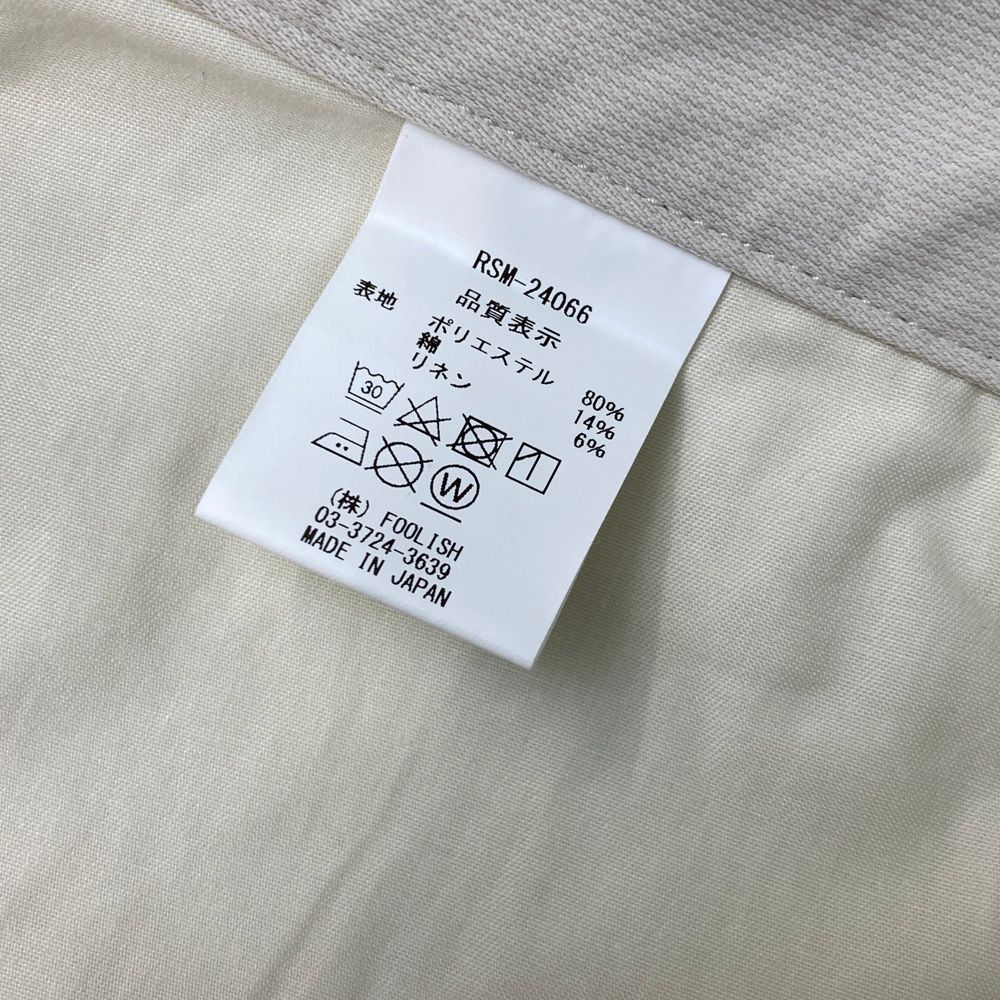 RSM-24066
品質表示
表地 ポリエステル 80%
綿 14%
リネン 6%
30
W
(株) FOOLISH
03-3724-3639
MADE IN JAPAN